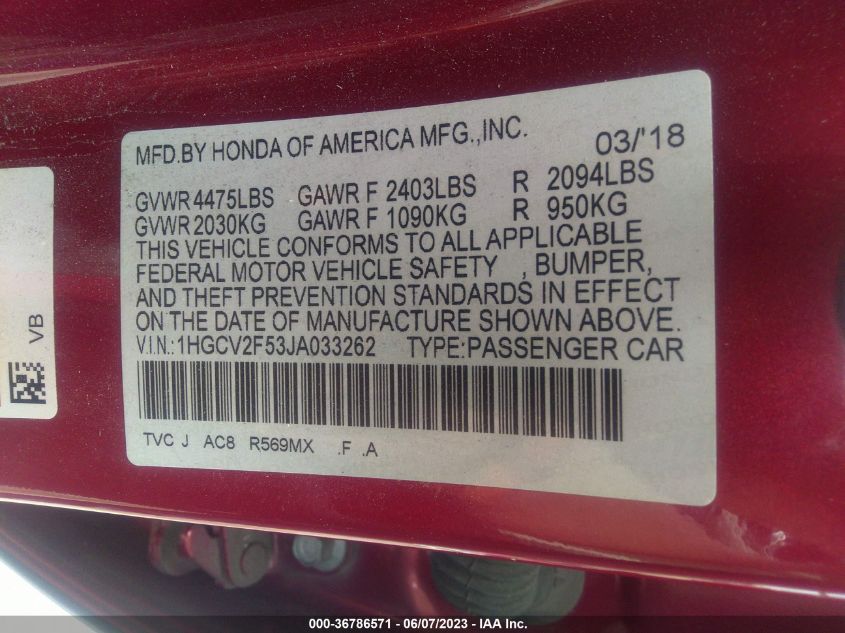 MFD.BY HONDA OF AMERICA MFG.,INC. 03/'18
GVWR 4475LBS GAWR F 2403LBS R 2094LBS
GVWR 2030KG GAWR F 1090KG R 950KG
THIS VEHICLE CONFORMS TO ALL APPLICABLE
FEDERAL MOTOR VEHICLE SAFETY , BUMPER,
AND THEFT PREVENTION STANDARDS IN EFFECT
ON THE DATE OF MANUFACTURE SHOWN ABOVE.
V.I.N.:1HGCV2F53JA033262 TYPE:PASSENGER CAR
TVC J AC8 R569MX .F .A
VB
000-36786571 - 06/07/2023 - IAA Inc.